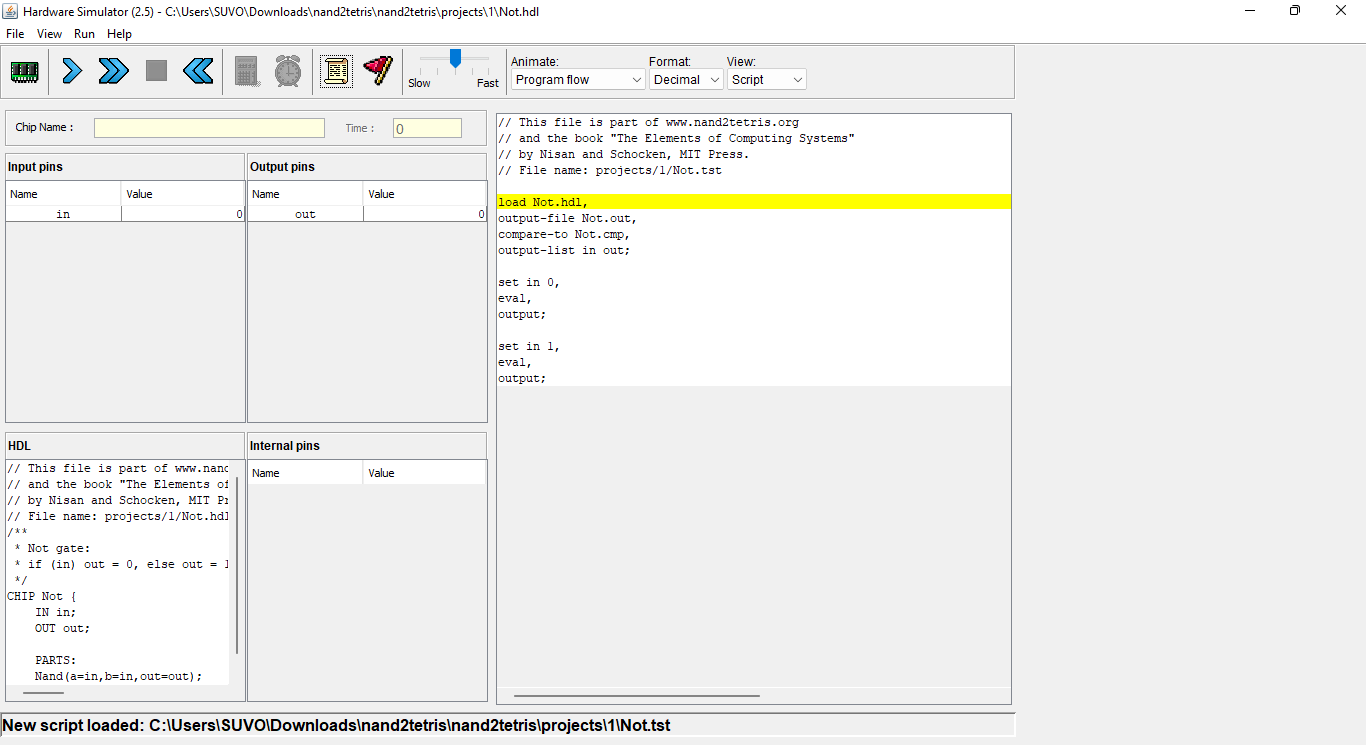 Hardware Simulator (2.5) - C:\Users\SUVO\Downloads\nand2tetris\nand2tetris\projects\1\Not.hdl
File View Run Help
Slow Fast
Animate: Format: View:
Program flow Decimal Script
Chip Name : Time : 0
Input pins Output pins
Name Value Name Value
in 0 out 0
HDL Internal pins
Name Value
// This file is part of www.nanc
// and the book "The Elements of
// by Nisan and Schocken, MIT Pr
// File name: projects/1/Not.hdl
/**
* Not gate:
* if (in) out = 0, else out = 1
*/
CHIP Not {
IN in;
OUT out;
PARTS:
Nand(a=in,b=in,out=out);
// This file is part of www.nand2tetris.org
// and the book "The Elements of Computing Systems"
// by Nisan and Schocken, MIT Press.
// File name: projects/1/Not.tst
load Not.hdl,
output-file Not.out,
compare-to Not.cmp,
output-list in out;
set in 0,
eval,
output;
set in 1,
eval,
output;
New script loaded: C:\Users\SUVO\Downloads\nand2tetris\nand2tetris\projects\1\Not.tst